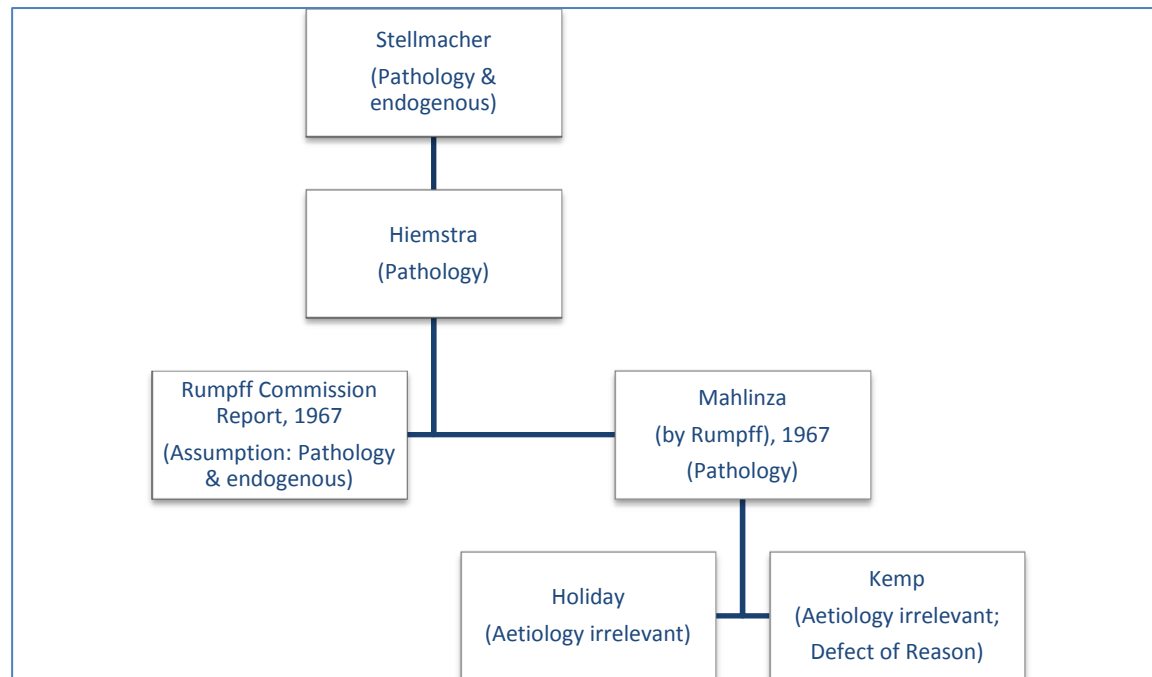 Stellmacher
(Pathology &
endogenous)
Hiemstra
(Pathology)
Rumpff Commission
Report, 1967
(Assumption: Pathology
& endogenous)
Mahlinza
(by Rumpff), 1967
(Pathology)
Holiday
(Aetiology irrelevant)
Kemp
(Aetiology irrelevant;
Defect of Reason)